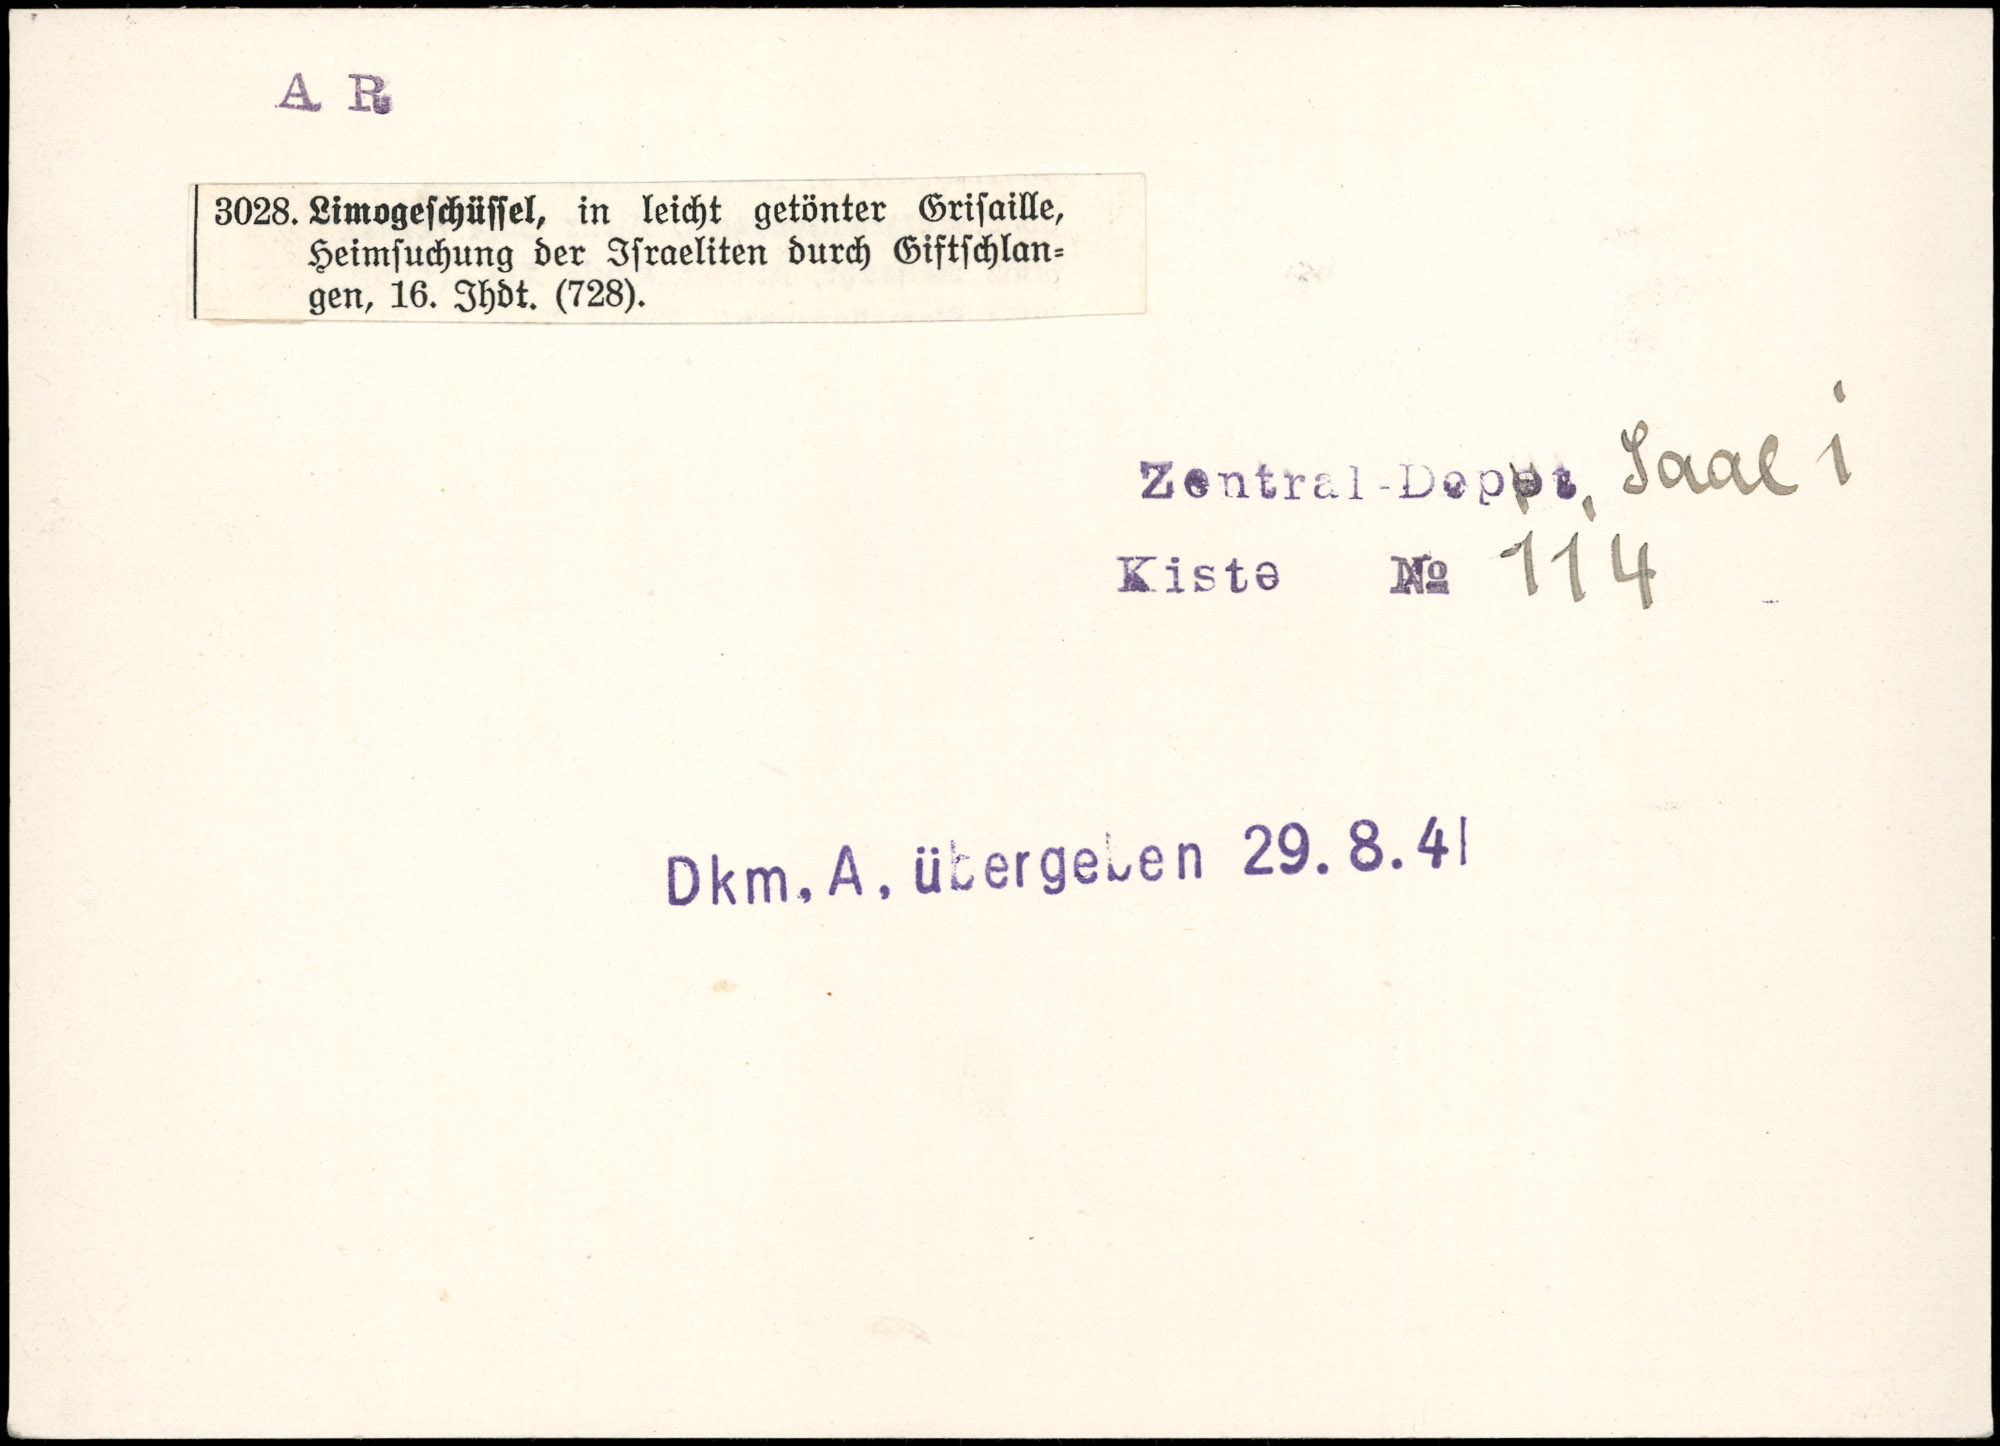 A R
3028. Limogeschüssel, in leicht getönter Grisaille,
Heimsuchung der Israeliten durch Giftschlan-
gen, 16. Jhdt. (728).
Zentral-Depot, Saal i
Kiste № 114
Dkm. A. übergeben 29. 8. 41